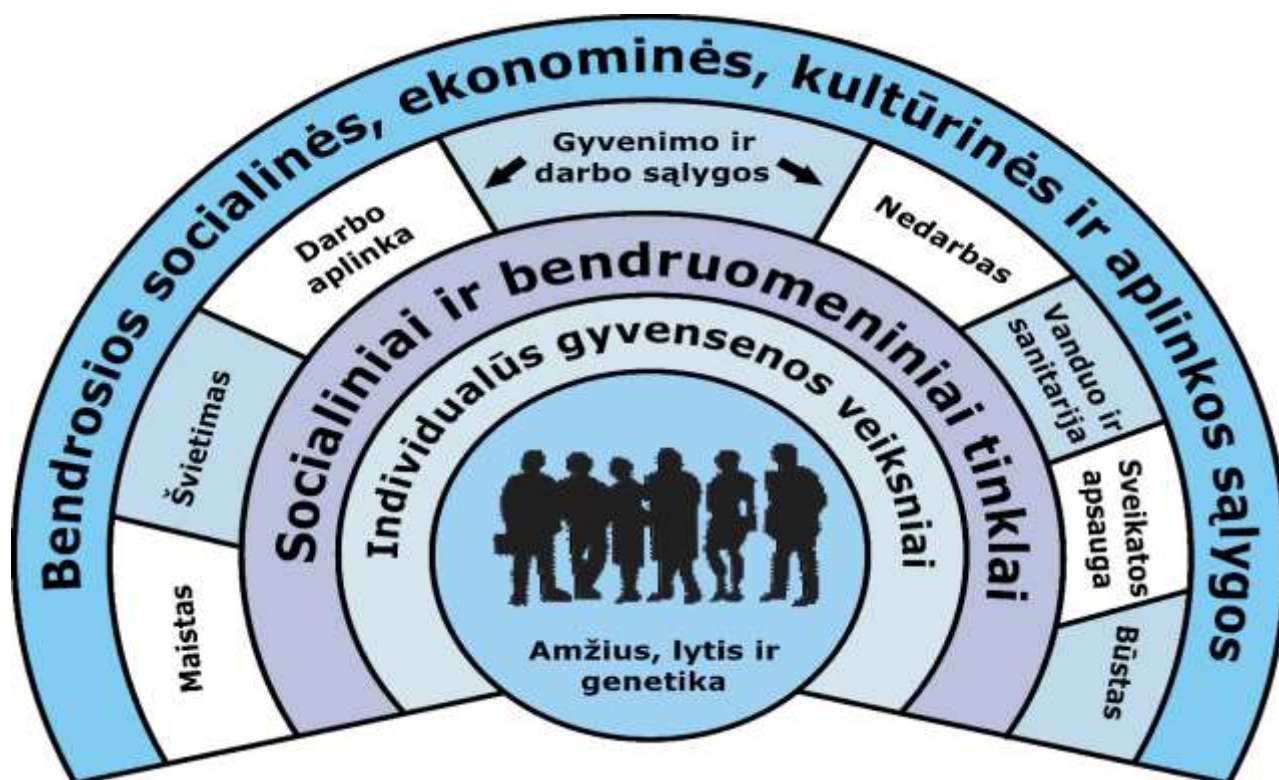 Bendrosios socialinės, ekonominės, kultūrinės ir aplinkos sąlygos
Gyvenimo ir
darbo sąlygos
Maistas
Švietimas
Darbo
aplinka
Nedarbas
Vanduo ir
sanitarija
Sveikatos
apsauga
Būstas
Socialiniai ir bendruomeniniai tinklai
Individualūs gyvensenos veiksniai
Amžius, lytis ir
genetika